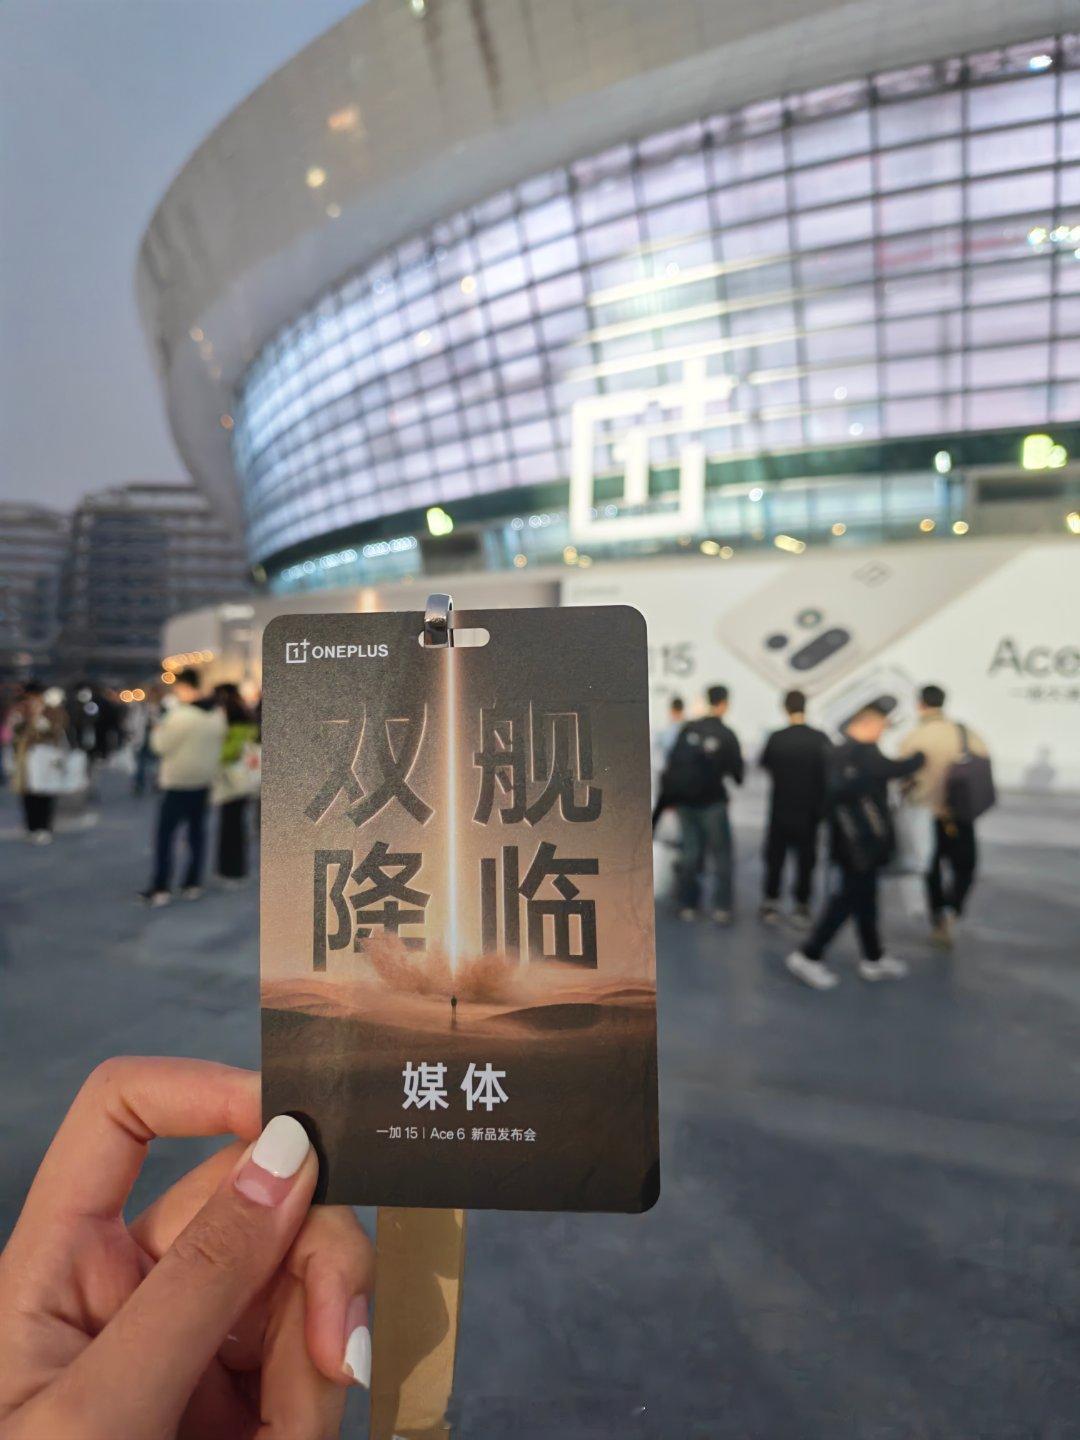 1+ ONEPLUS
双舰
降临
媒体
一加 15 | Ace 6 新品发布会
15
Ace